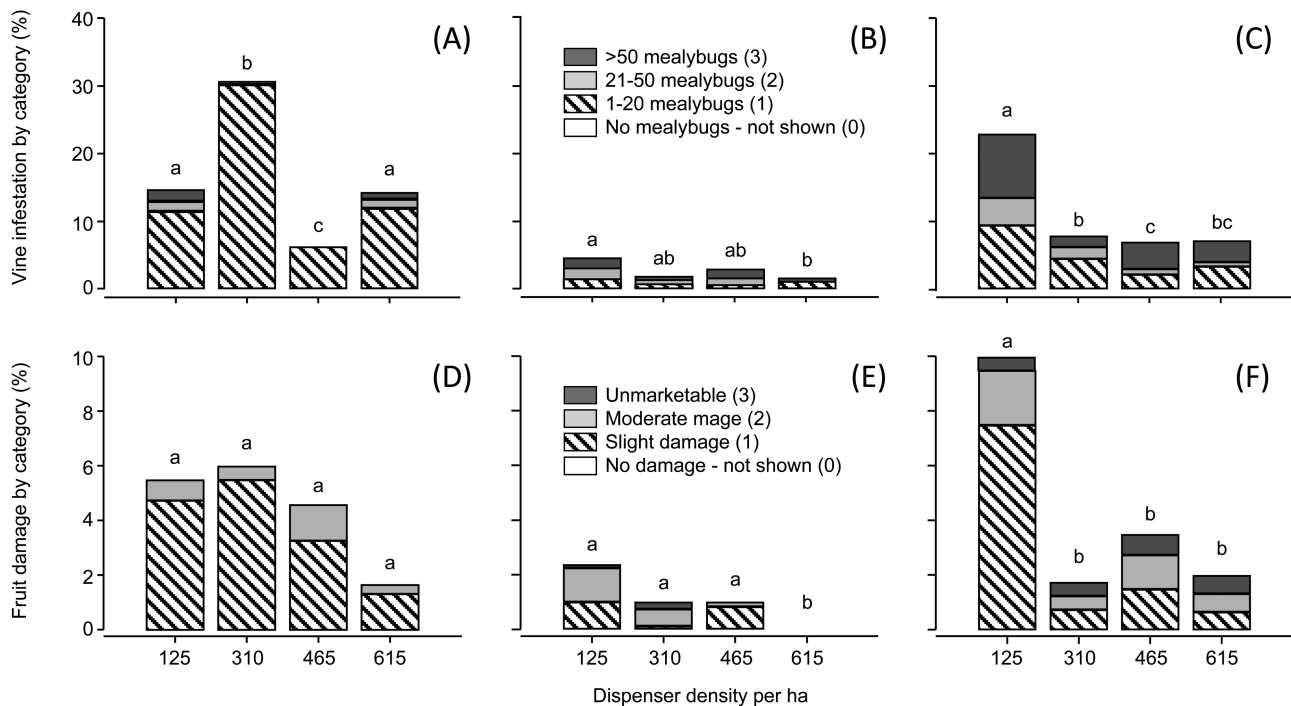 Vine infestation by category (%)
40
30
20
10
0
(A)
a
b
c
a
(B)
>50 mealybugs (3)
21-50 mealybugs (2)
1-20 mealybugs (1)
No mealybugs - not shown (0)
a
ab
ab
b
(C)
a
b
c
bc
Fruit damage by category (%)
10
8
6
4
2
0
(D)
a
a
a
a
125
310
465
615
(E)
Unmarketable (3)
Moderate mage (2)
Slight damage (1)
No damage - not shown (0)
a
a
a
b
125
310
465
615
(F)
a
b
b
b
125
310
465
615
Dispenser density per ha